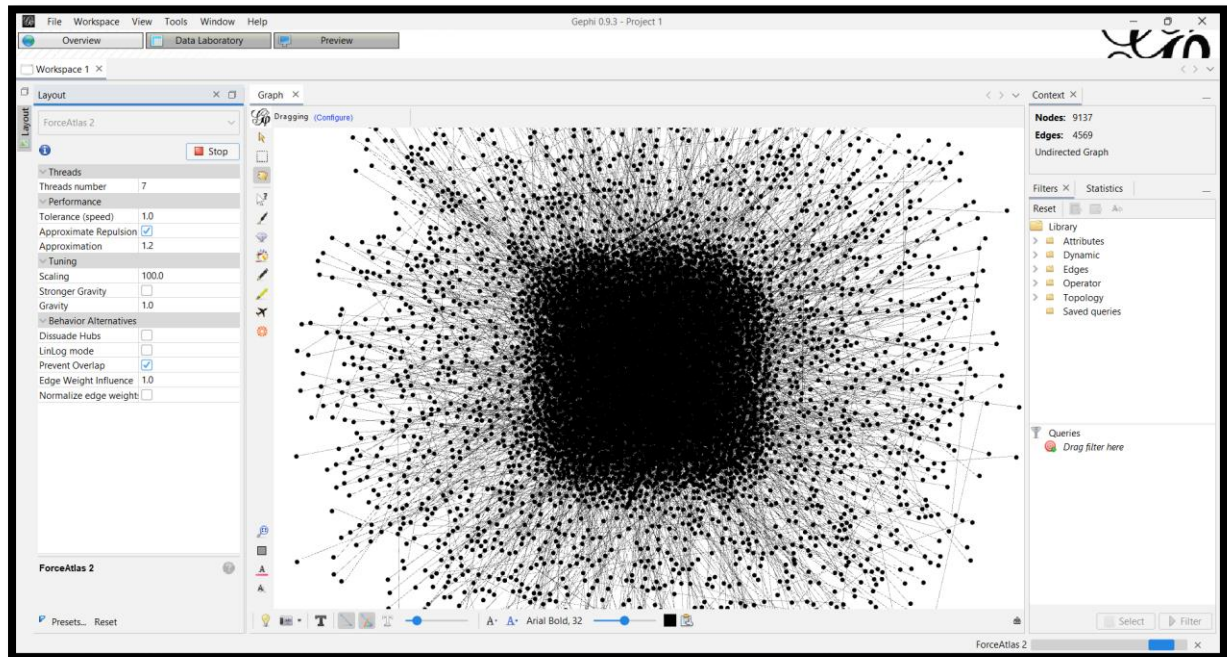 File Workspace View Tools Window Help
Gephi 0.9.3 - Project 1
Overview
Data Laboratory
Preview
Workspace 1
Layout
Layout
ForceAtlas 2
Stop
Threads
Threads number 7
Performance
Tolerance (speed) 1.0
Approximate Repulsion
Approximation 1.2
Tuning
Scaling 100.0
Stronger Gravity
Gravity 1.0
Behavior Alternatives
Dissuade Hubs
LinLog mode
Prevent Overlap
Edge Weight Influence 1.0
Normalize edge weight
ForceAtlas 2
Presets... Reset
Graph
Dragging (Configure)
T
A- A- Arial Bold, 32
Context
Nodes: 9137
Edges: 4569
Undirected Graph
Filters Statistics
Reset
Library
Attributes
Dynamic
Edges
Operator
Topology
Saved queries
Queries
Drag filter here
Select Filter
ForceAtlas 2